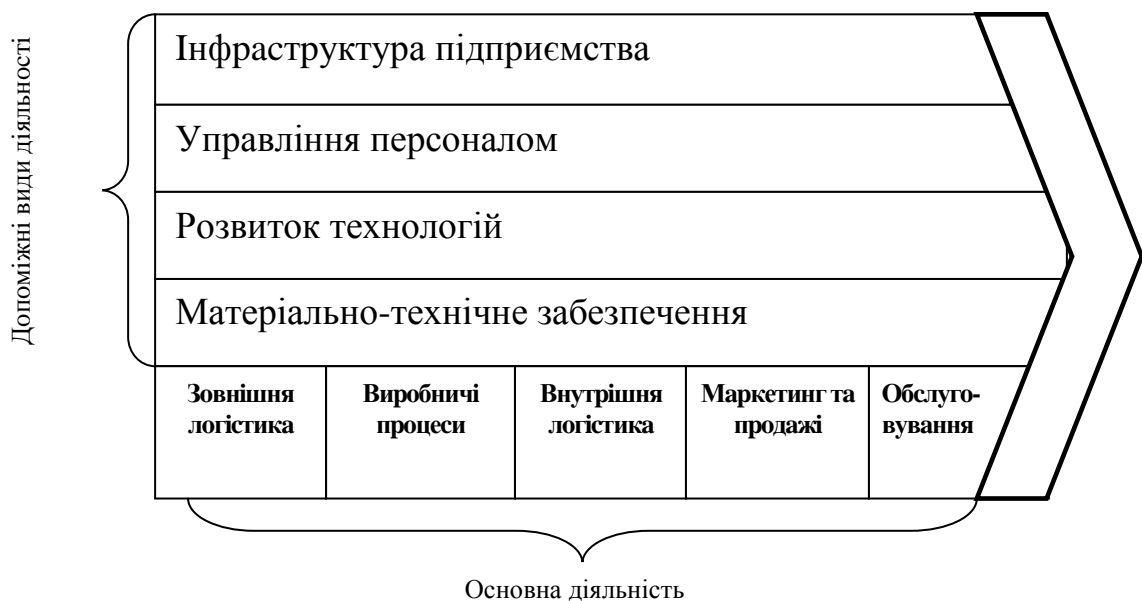 Допоміжні види діяльності
Інфраструктура підприємства
Управління персоналом
Розвиток технологій
Матеріально-технічне забезпечення
Зовнішня
логістика
Виробничі
процеси
Внутрішня
логістика
Маркетинг та
продажі
Обслуго-
вування
Основна діяльність